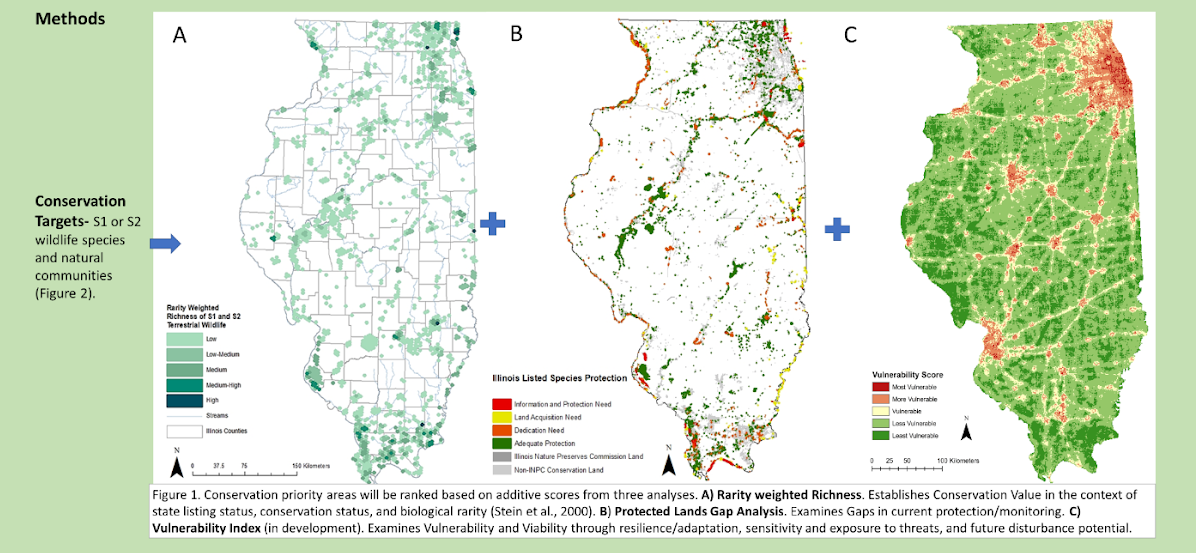 Methods
A
B
C
Conservation
Targets- S1 or S2
wildlife species
and natural
communities
(Figure 2).
Rarity Weighted
Richness of S1 and S2
Terrestrial Wildlife
Low
Low-Medium
Medium
Medium-High
High
Streams
Illinois Counties
N
0 37.5 75 150 Kilometers
Illinois Listed Species Protection
Information and Protection Need
Land Acquisition Need
Dedication Need
Adequate Protection
Illinois Nature Preserves Commission Land
Non-INPC Conservation Land
N
Vulnerability Score
Most Vulnerable
More Vulnerable
Vulnerable
Less Vulnerable
Least Vulnerable
N
0 25 50 100 Kilometers
Figure 1. Conservation priority areas will be ranked based on additive scores from three analyses. A) Rarity weighted Richness. Establishes Conservation Value in the context of
state listing status, conservation status, and biological rarity (Stein et al., 2000). B) Protected Lands Gap Analysis. Examines Gaps in current protection/monitoring. C)
Vulnerability Index (in development). Examines Vulnerability and Viability through resilience/adaptation, sensitivity and exposure to threats, and future disturbance potential.